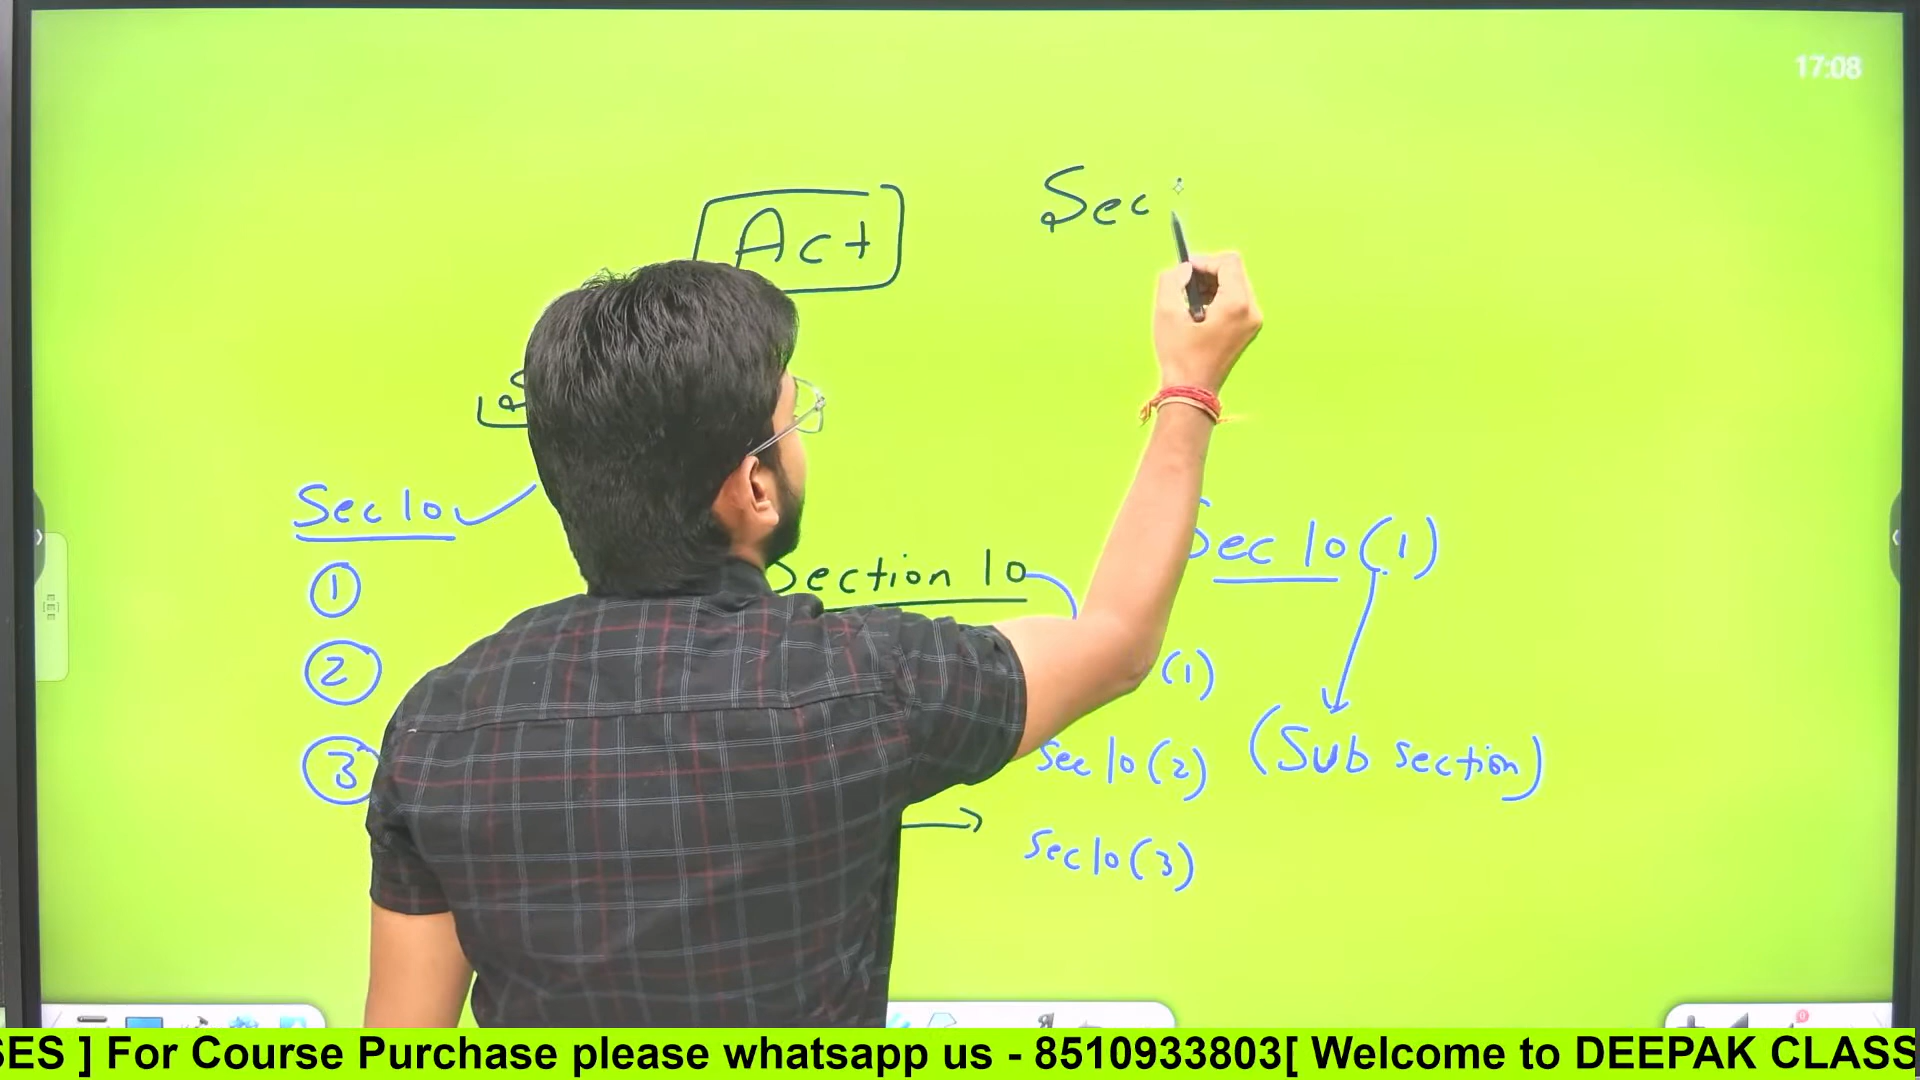 17:08
Sec
Act
Sec 10
Sec 10 (1)
Section 10
1
2
3
(1)
Sec 10 (2)
(Sub section)
Sec 10 (3)
SES ] For Course Purchase please whatsapp us - 8510933803[ Welcome to DEEPAK CLASS